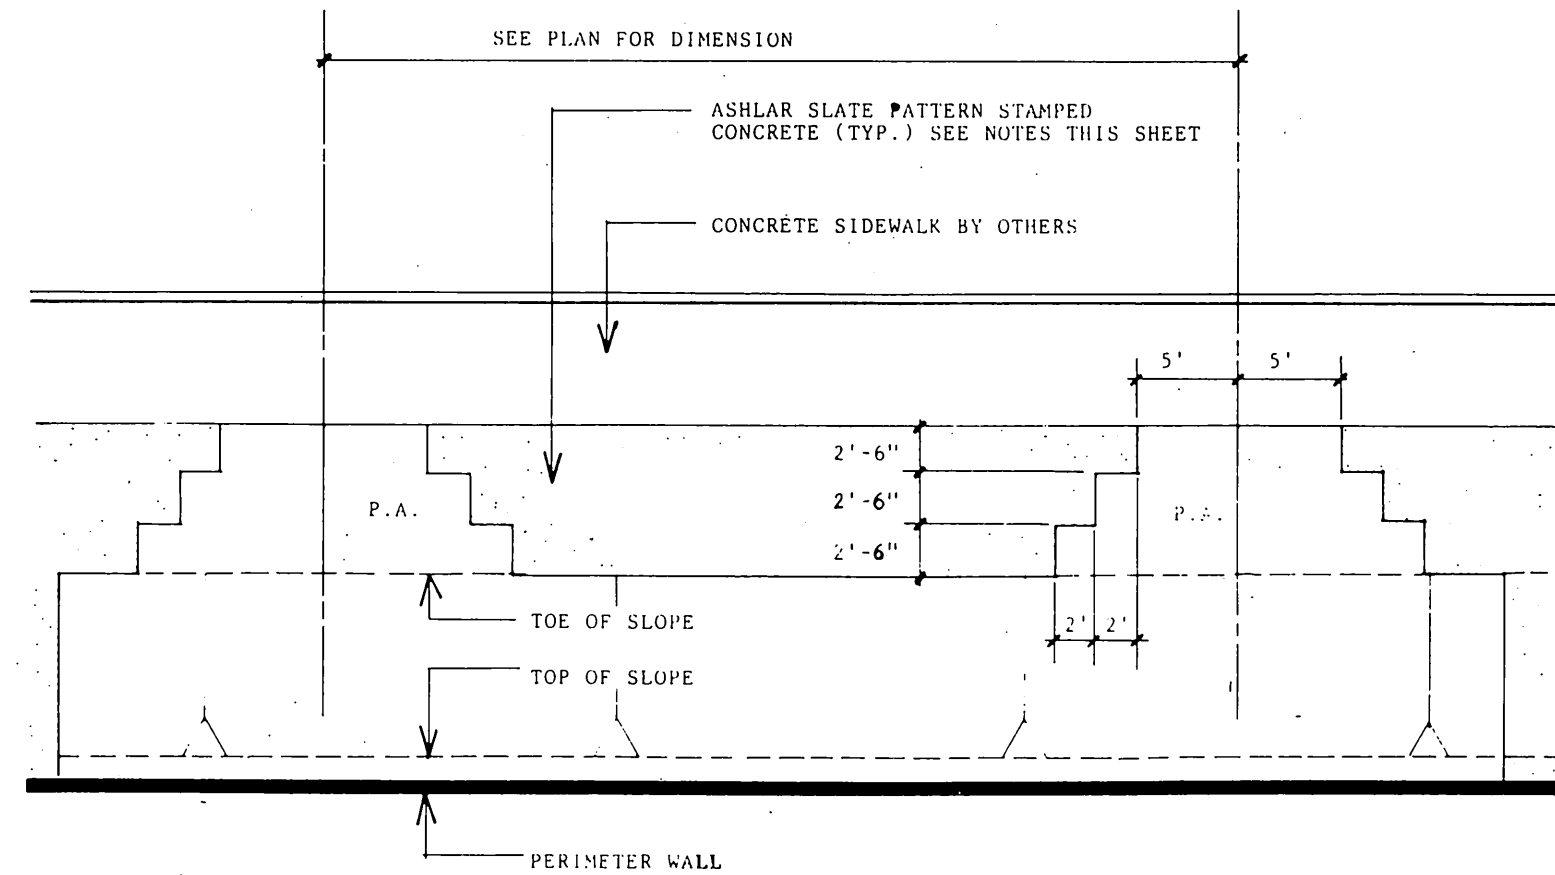 SEE PLAN FOR DIMENSION
ASHLAR SLATE PATTERN STAMPED
CONCRETE (TYP.) SEE NOTES THIS SHEET
CONCRETE SIDEWALK BY OTHERS
5' 5'
2'-6"
2'-6"
2'-6"
P.A.
P.A.
2' 2'
TOE OF SLOPE
TOP OF SLOPE
PERIMETER WALL